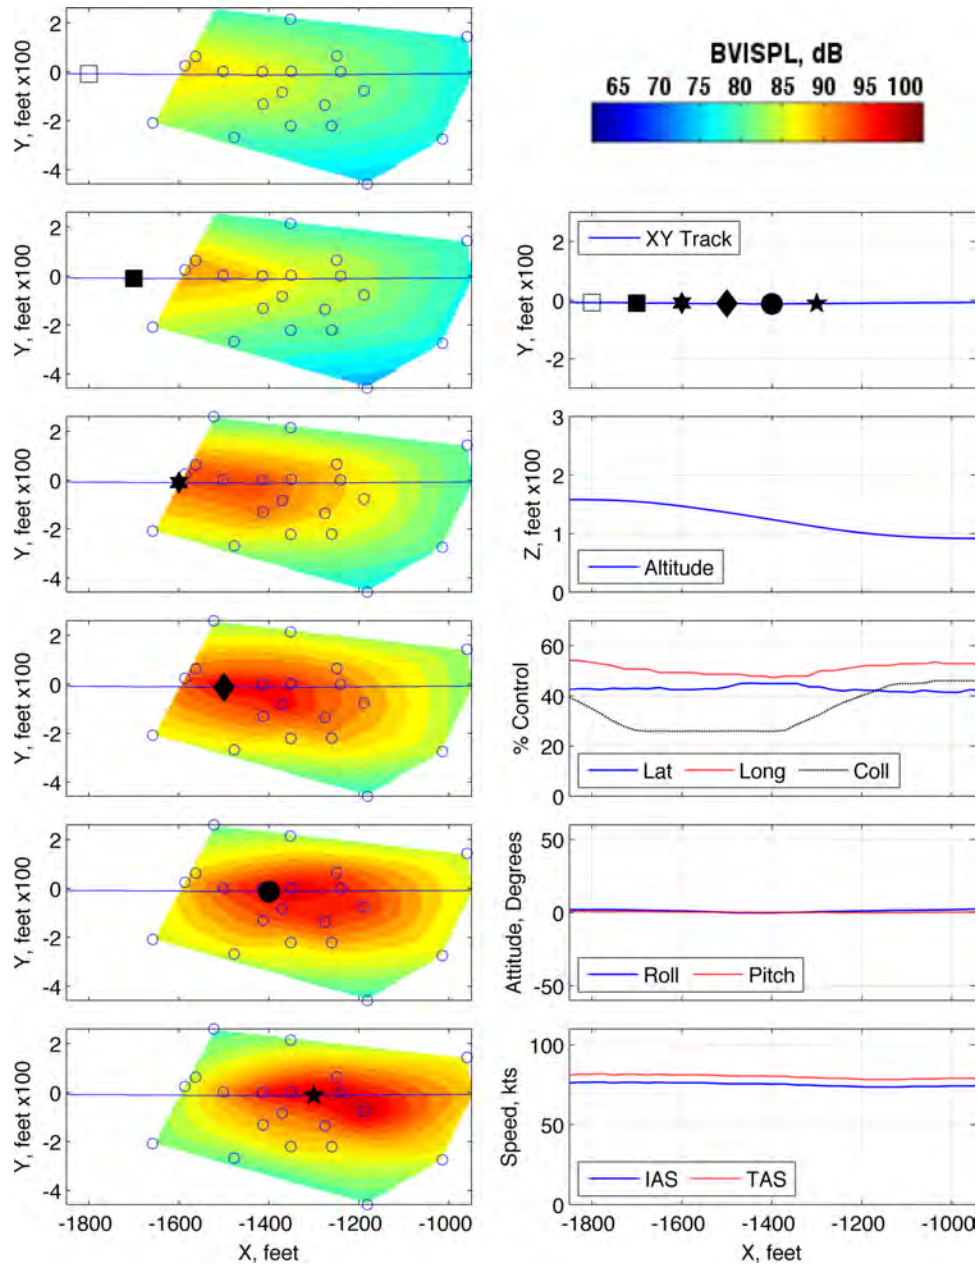 2
0
-2
-4
Y, feet x100
BVISPL, dB
65 70 75 80 85 90 95 100
2
0
-2
-4
Y, feet x100
2
0
-2
Y, feet x100
XY Track
2
0
-2
-4
Y, feet x100
3
2
1
0
Z, feet x100
Altitude
2
0
-2
-4
Y, feet x100
60
40
20
0
% Control
Lat Long Coll
2
0
-2
-4
Y, feet x100
50
0
-50
Attitude, Degrees
Roll Pitch
2
0
-2
-4
Y, feet x100
-1800 -1600 -1400 -1200 -1000
X, feet
100
50
0
Speed, kts
IAS TAS
-1800 -1600 -1400 -1200 -1000
X, feet